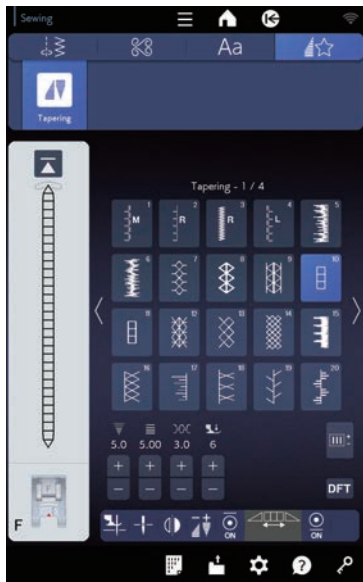 Sewing
Aa
Tapering
Tapering - 1 / 4
1 2 3 4 5
M R R L
6 7 8 9 10
11 12 13 14 15
16 17 18 19 20
5.0 5.00 3.0 6
+ + + +
− − − −
DFT
F
ON ON
?